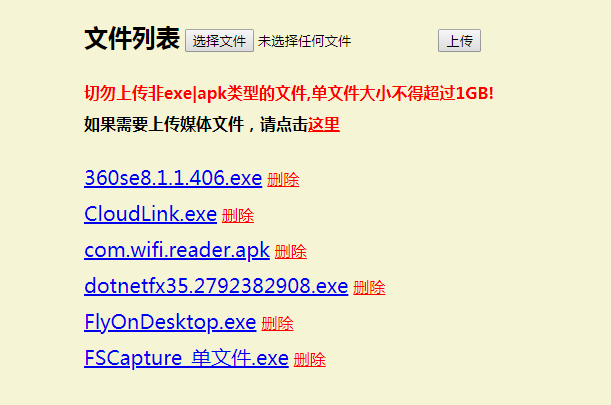 文件列表 选择文件 未选择任何文件 上传
切勿上传非exe|apk类型的文件,单文件大小不得超过1GB!
如果需要上传媒体文件，请点击这里
360se8.1.1.406.exe 删除
CloudLink.exe 删除
com.wifi.reader.apk 删除
dotnetfx35.2792382908.exe 删除
FlyOnDesktop.exe 删除
FSCapture_单文件.exe 删除